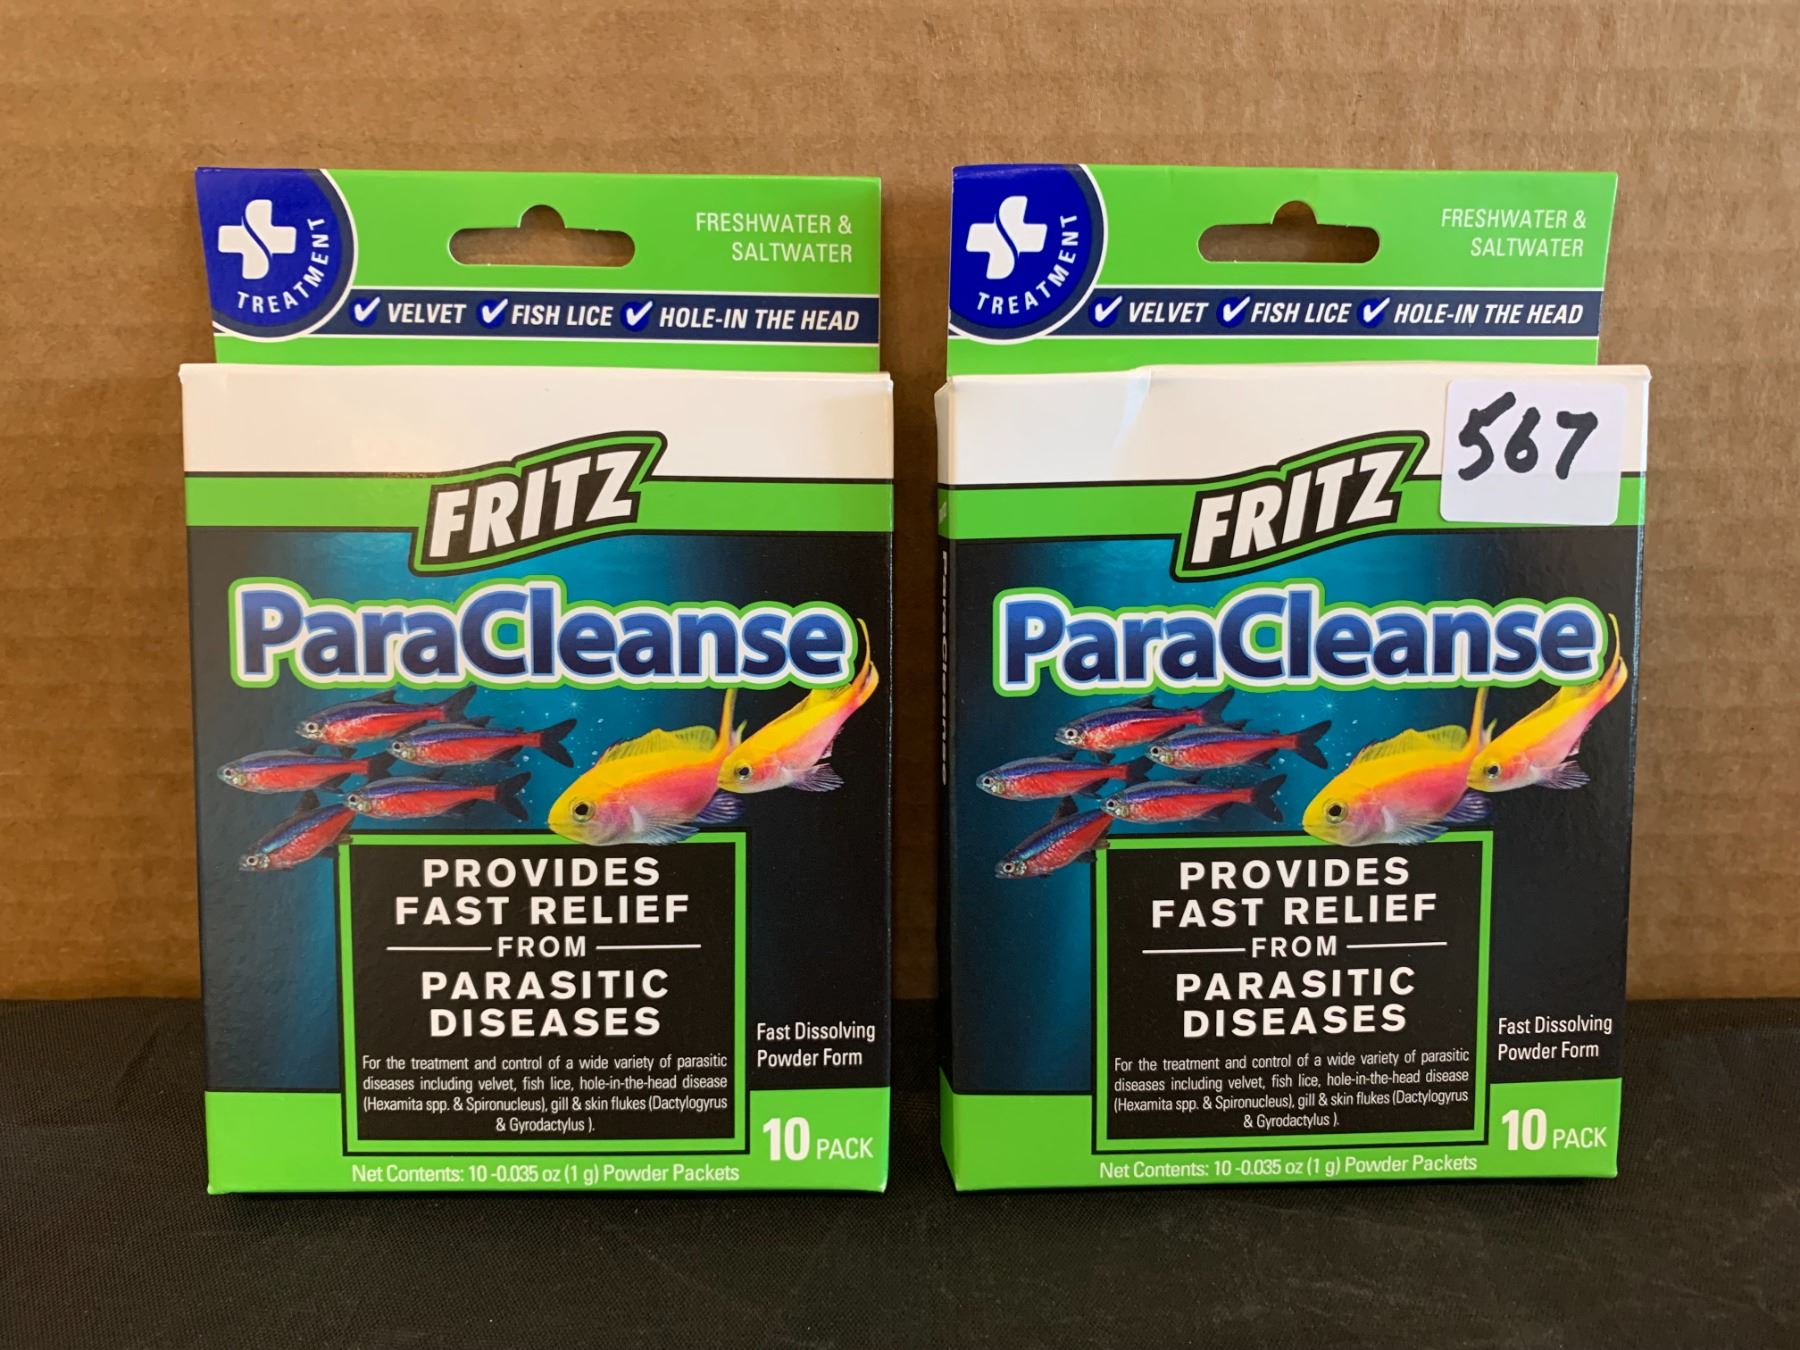 TREATMENT
FRESHWATER &
SALTWATER
VELVET FISH LICE HOLE-IN THE HEAD
FRITZ
ParaCleanse
PROVIDES
FAST RELIEF
FROM
PARASITIC
DISEASES
For the treatment and control of a wide variety of parasitic
diseases including velvet, fish lice, hole-in-the-head disease
(Hexamita spp. & Spironucleus), gill & skin flukes (Dactylogyrus
& Gyrodactylus ).
Fast Dissolving
Powder Form
10 PACK
Net Contents: 10 -0.035 oz (1 g) Powder Packets
TREATMENT
FRESHWATER &
SALTWATER
VELVET FISH LICE HOLE-IN THE HEAD
567
FRITZ
ParaCleanse
ParaCleanse
PROVIDES
FAST RELIEF
FROM
PARASITIC
DISEASES
For the treatment and control of a wide variety of parasitic
diseases including velvet, fish lice, hole-in-the-head disease
(Hexamita spp. & Spironucleus), gill & skin flukes (Dactylogyrus
& Gyrodactylus ).
Fast Dissolving
Powder Form
10 PACK
Net Contents: 10 -0.035 oz (1 g) Powder Packets